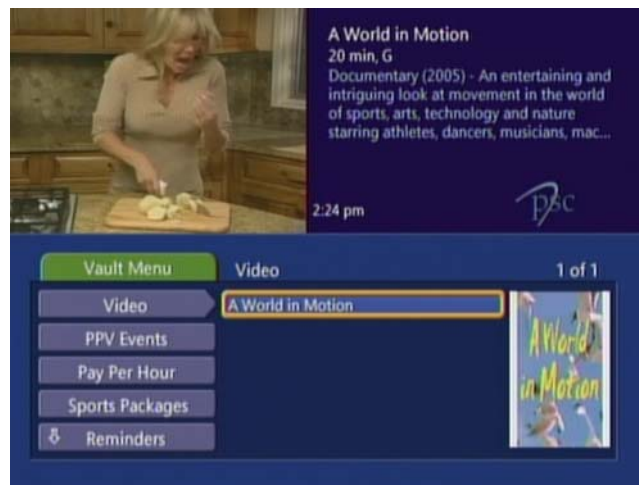 A World in Motion
20 min, G
Documentary (2005) - An entertaining and
intriguing look at movement in the world
of sports, arts, technology and nature
starring athletes, dancers, musicians, mac...
2:24 pm
psc
Vault Menu
Video
1 of 1
Video
A World in Motion
PPV Events
Pay Per Hour
Sports Packages
Reminders
A World
in Motion